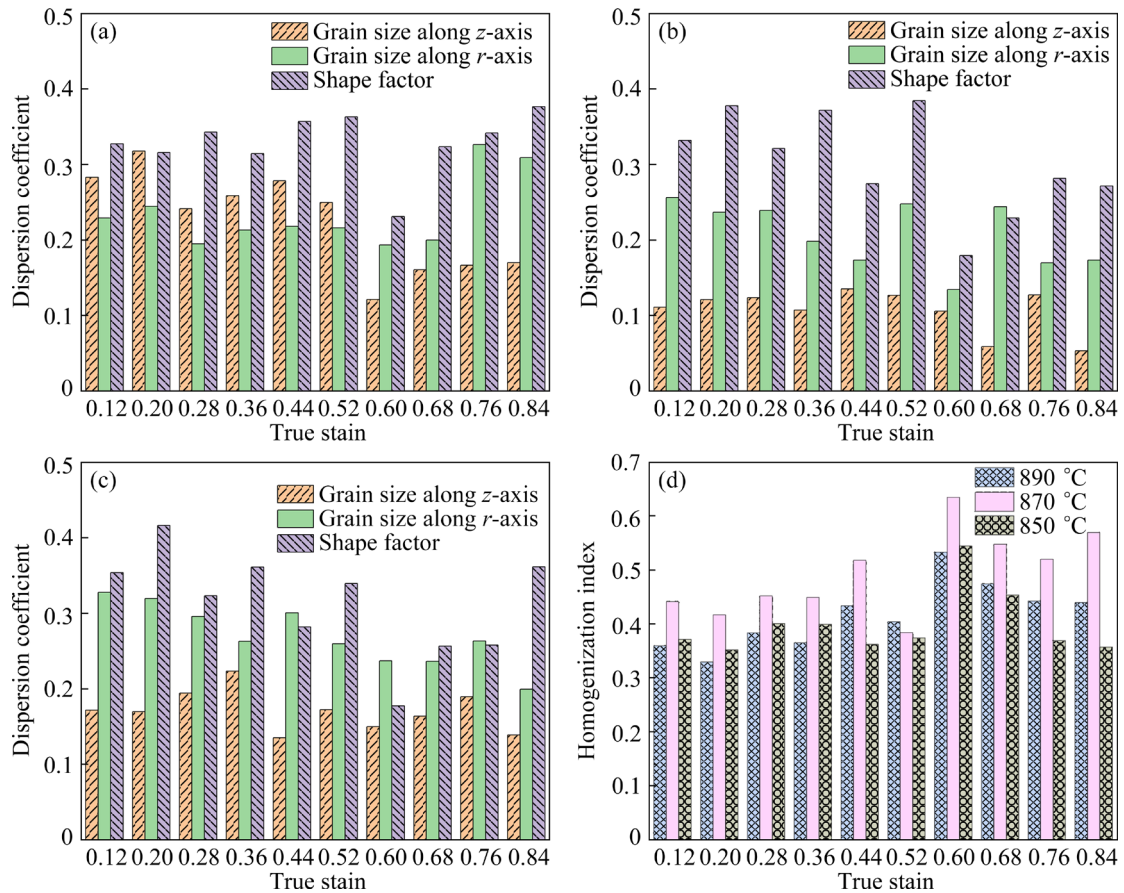 (a)
Grain size along z-axis
Grain size along r-axis
Shape factor
Dispersion coefficient
0.5
0.4
0.3
0.2
0.1
0
0.12 0.20 0.28 0.36 0.44 0.52 0.60 0.68 0.76 0.84
True stain
(b)
Grain size along z-axis
Grain size along r-axis
Shape factor
Dispersion coefficient
0.5
0.4
0.3
0.2
0.1
0
0.12 0.20 0.28 0.36 0.44 0.52 0.60 0.68 0.76 0.84
True stain
(c)
Grain size along z-axis
Grain size along r-axis
Shape factor
Dispersion coefficient
0.5
0.4
0.3
0.2
0.1
0
0.12 0.20 0.28 0.36 0.44 0.52 0.60 0.68 0.76 0.84
True stain
(d)
890 °C
870 °C
850 °C
Homogenization index
0.7
0.6
0.5
0.4
0.3
0.2
0.1
0
0.12 0.20 0.28 0.36 0.44 0.52 0.60 0.68 0.76 0.84
True stain